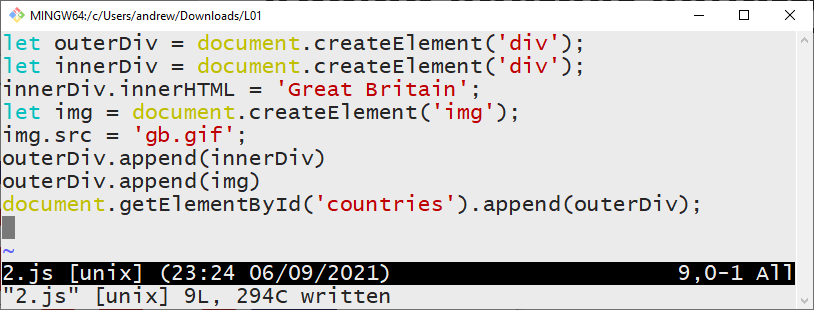 MINGW64:/c/Users/andrew/Downloads/L01
let outerDiv = document.createElement('div');
let innerDiv = document.createElement('div');
innerDiv.innerHTML = 'Great Britain';
let img = document.createElement('img');
img.src = 'gb.gif';
outerDiv.append(innerDiv)
outerDiv.append(img)
document.getElementById('countries').append(outerDiv);
~
2.js [unix] (23:24 06/09/2021) 9,0-1 All
"2.js" [unix] 9L, 294C written